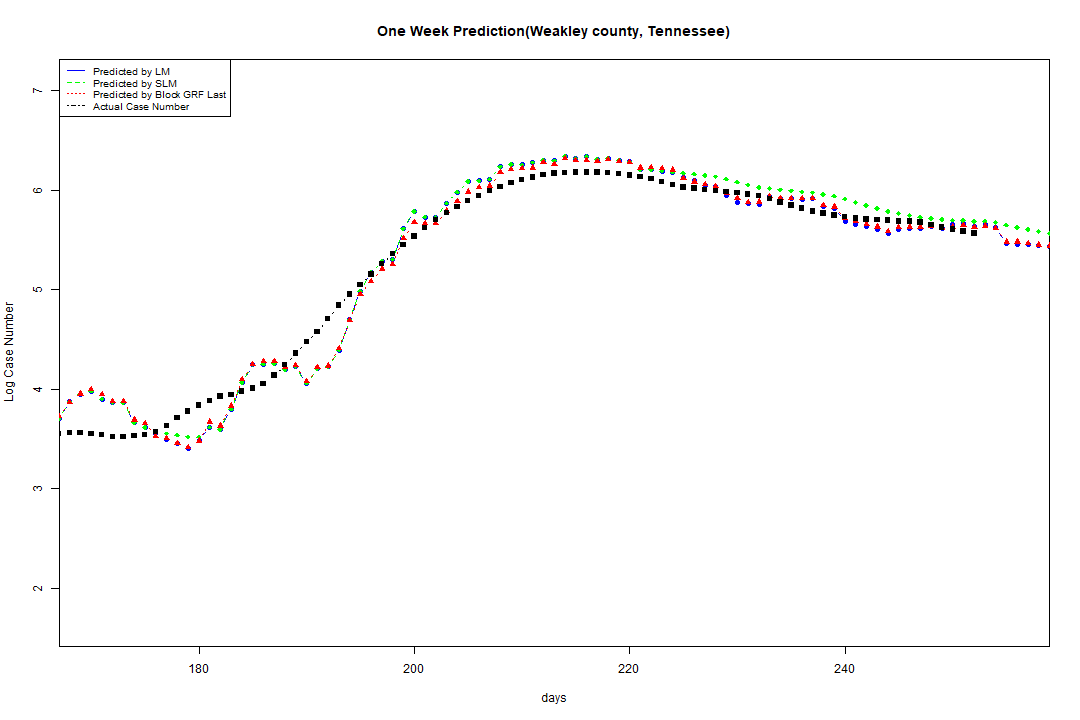 One Week Prediction(Weakley county, Tennessee)
Predicted by LM
Predicted by SLM
Predicted by Block GRF Last
Actual Case Number
7
6
5
4
3
2
Log Case Number
180
200
220
240
days